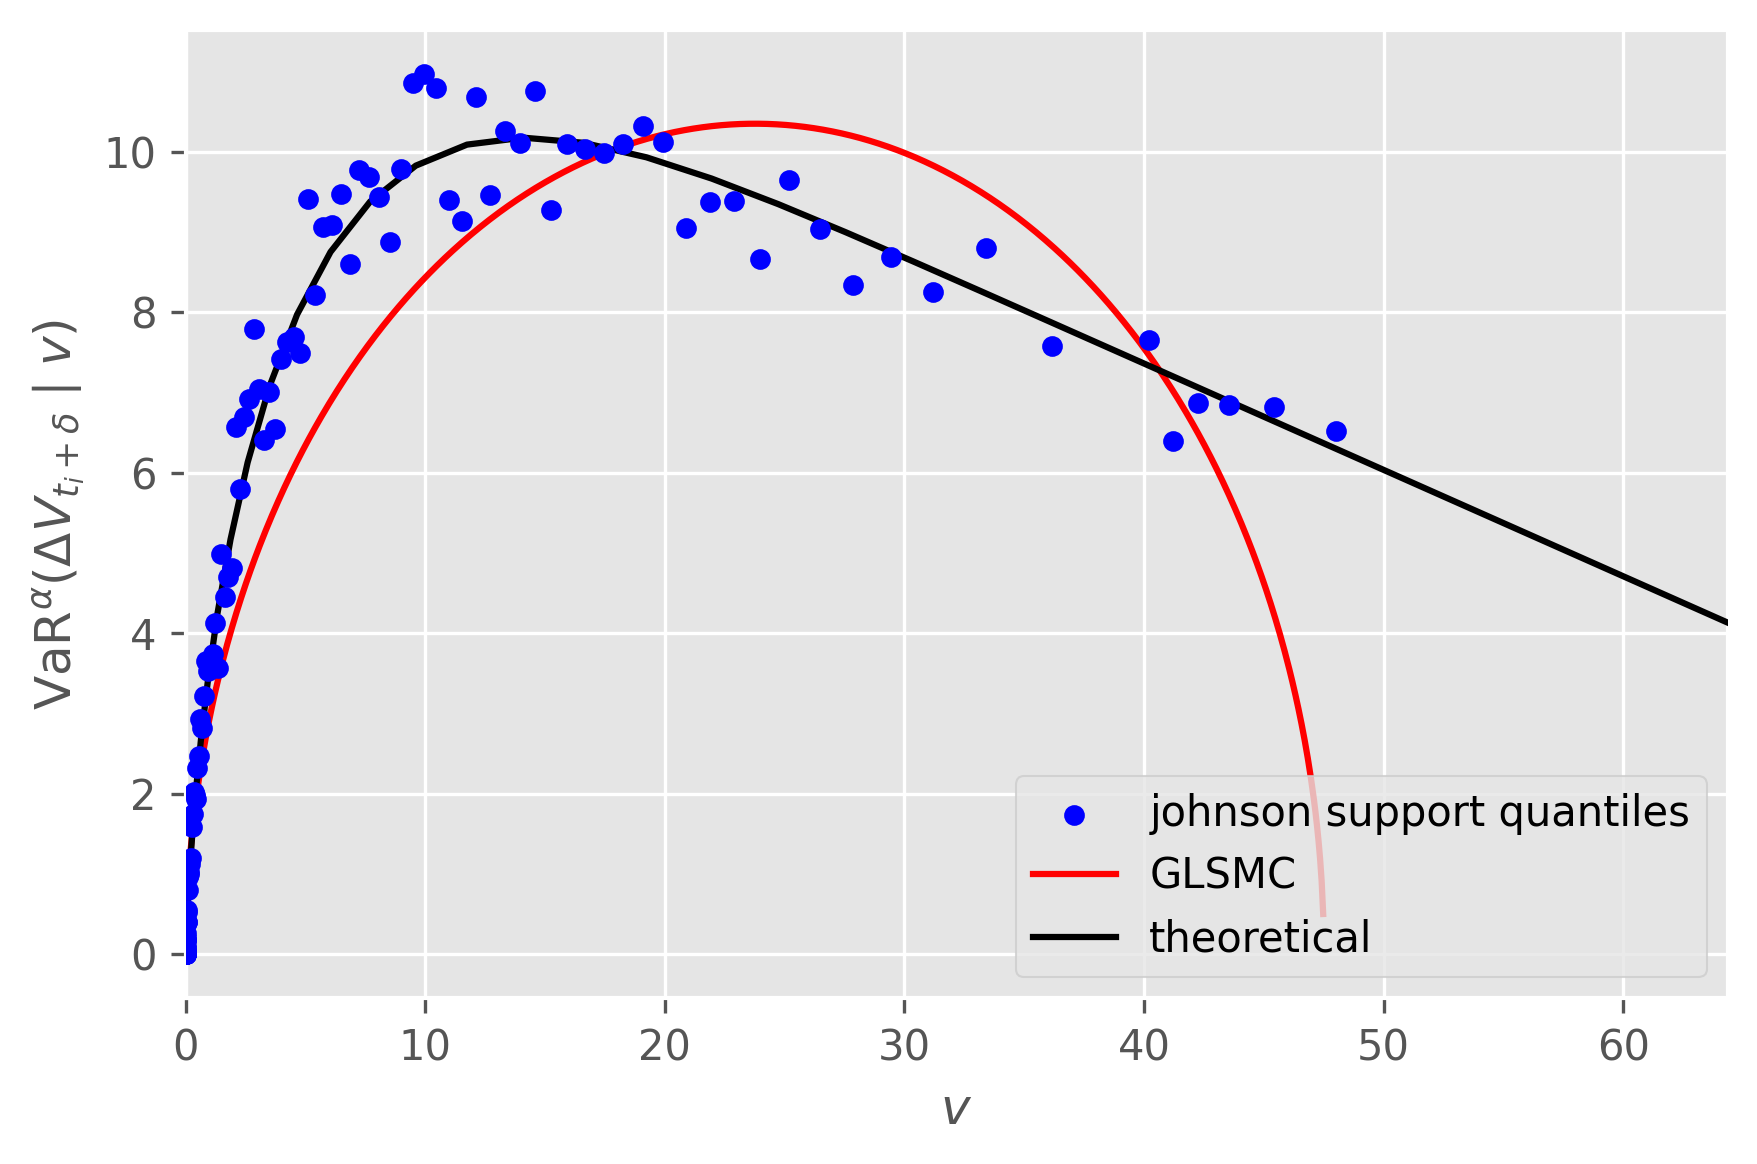 VaR^α(ΔV_{t_i+δ} | v)
10
8
6
4
2
0
0 10 20 30 40 50 60
v
johnson support quantiles
GLSMC
theoretical